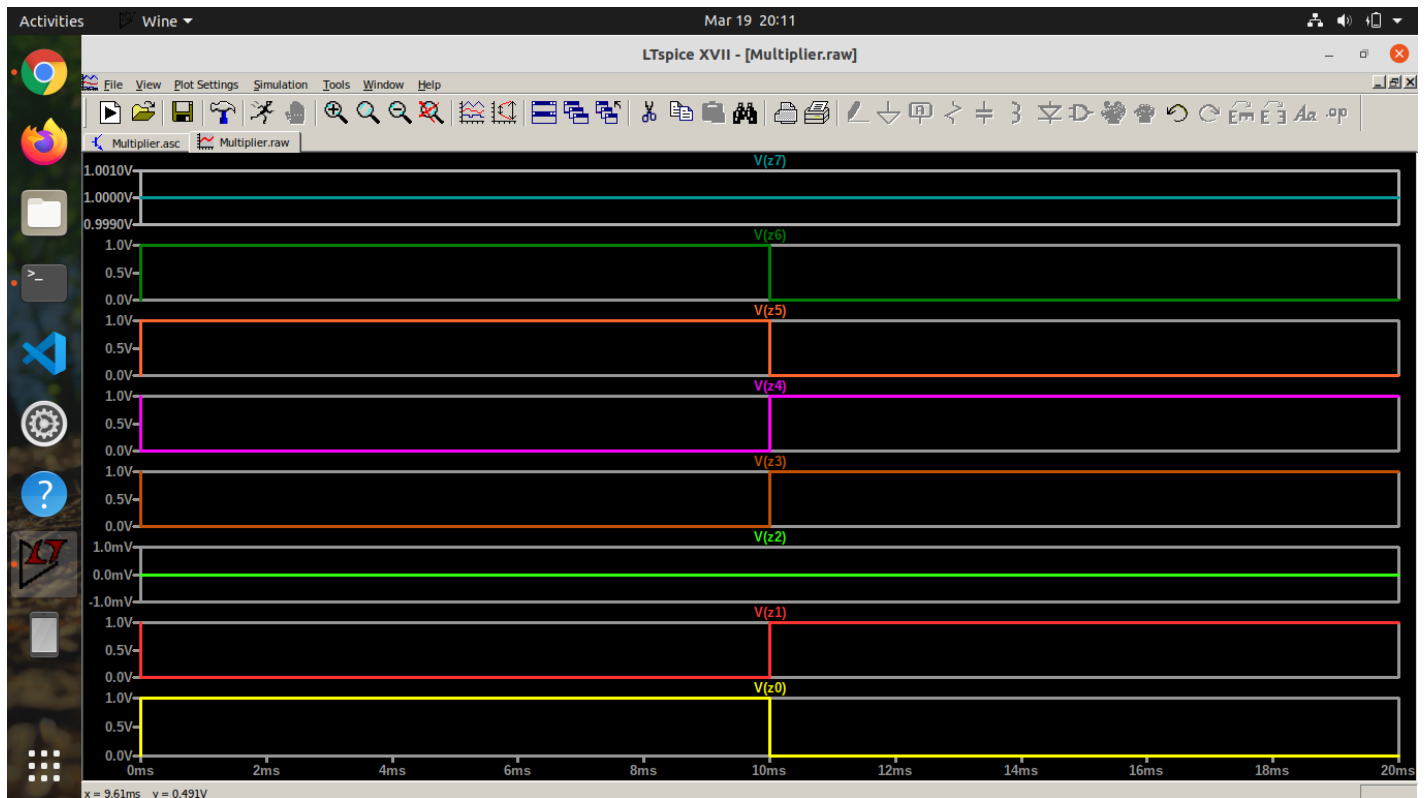 Activities Wine Mar 19 20:11
LTspice XVII - [Multiplier.raw]
File View Plot Settings Simulation Tools Window Help
Multiplier.asc Multiplier.raw
V(z7)
1.0010V
1.0000V
0.9990V
V(z6)
1.0V
0.5V
0.0V
V(z5)
1.0V
0.5V
0.0V
V(z4)
1.0V
0.5V
0.0V
V(z3)
1.0V
0.5V
0.0V
V(z2)
1.0mV
0.0mV
-1.0mV
V(z1)
1.0V
0.5V
0.0V
V(z0)
1.0V
0.5V
0.0V
0ms 2ms 4ms 6ms 8ms 10ms 12ms 14ms 16ms 18ms 20ms
x = 9.61ms y = 0.491V